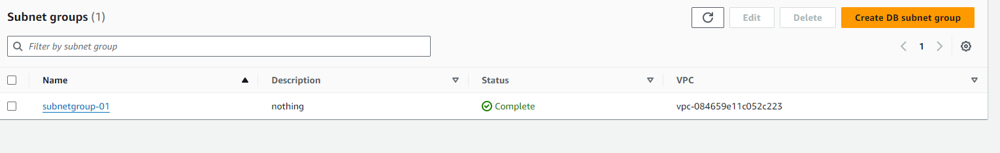 Subnet groups (1)
Edit
Delete
Create DB subnet group
Filter by subnet group
1
Name Description Status VPC
subnetgroup-01 nothing Complete vpc-084659e11c052c223